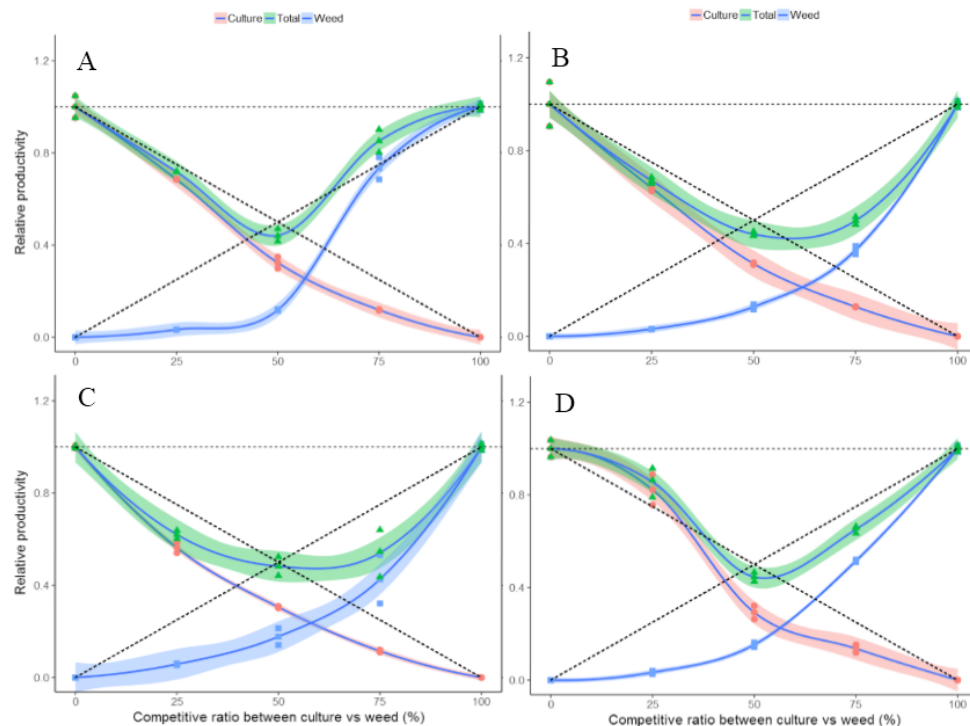 Culture Total Weed
Culture Total Weed
A
B
1.2
0.8
0.4
0.0
Relative productivity
0 25 50 75 100
1.2
0.8
0.4
0.0
0 25 50 75 100
C
D
1.2
0.8
0.4
0.0
Relative productivity
0 25 50 75 100
Competitive ratio between culture vs weed (%)
1.2
0.8
0.4
0.0
0 25 50 75 100
Competitive ratio between culture vs weed (%)